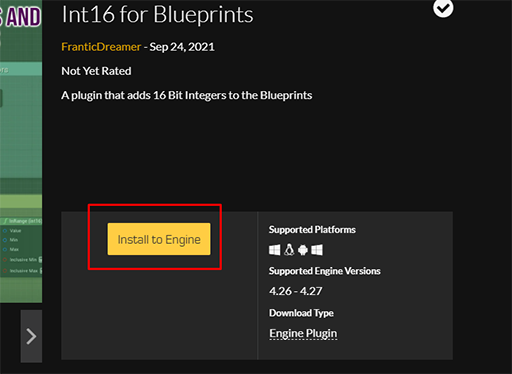 S AND
Int16 for Blueprints
FranticDreamer - Sep 24, 2021
Not Yet Rated
A plugin that adds 16 Bit Integers to the Blueprints
Install to Engine
Supported Platforms
Supported Engine Versions
4.26 - 4.27
Download Type
Engine Plugin
InRange (Int16)
Value
Min
Max
Inclusive Min
Inclusive Max